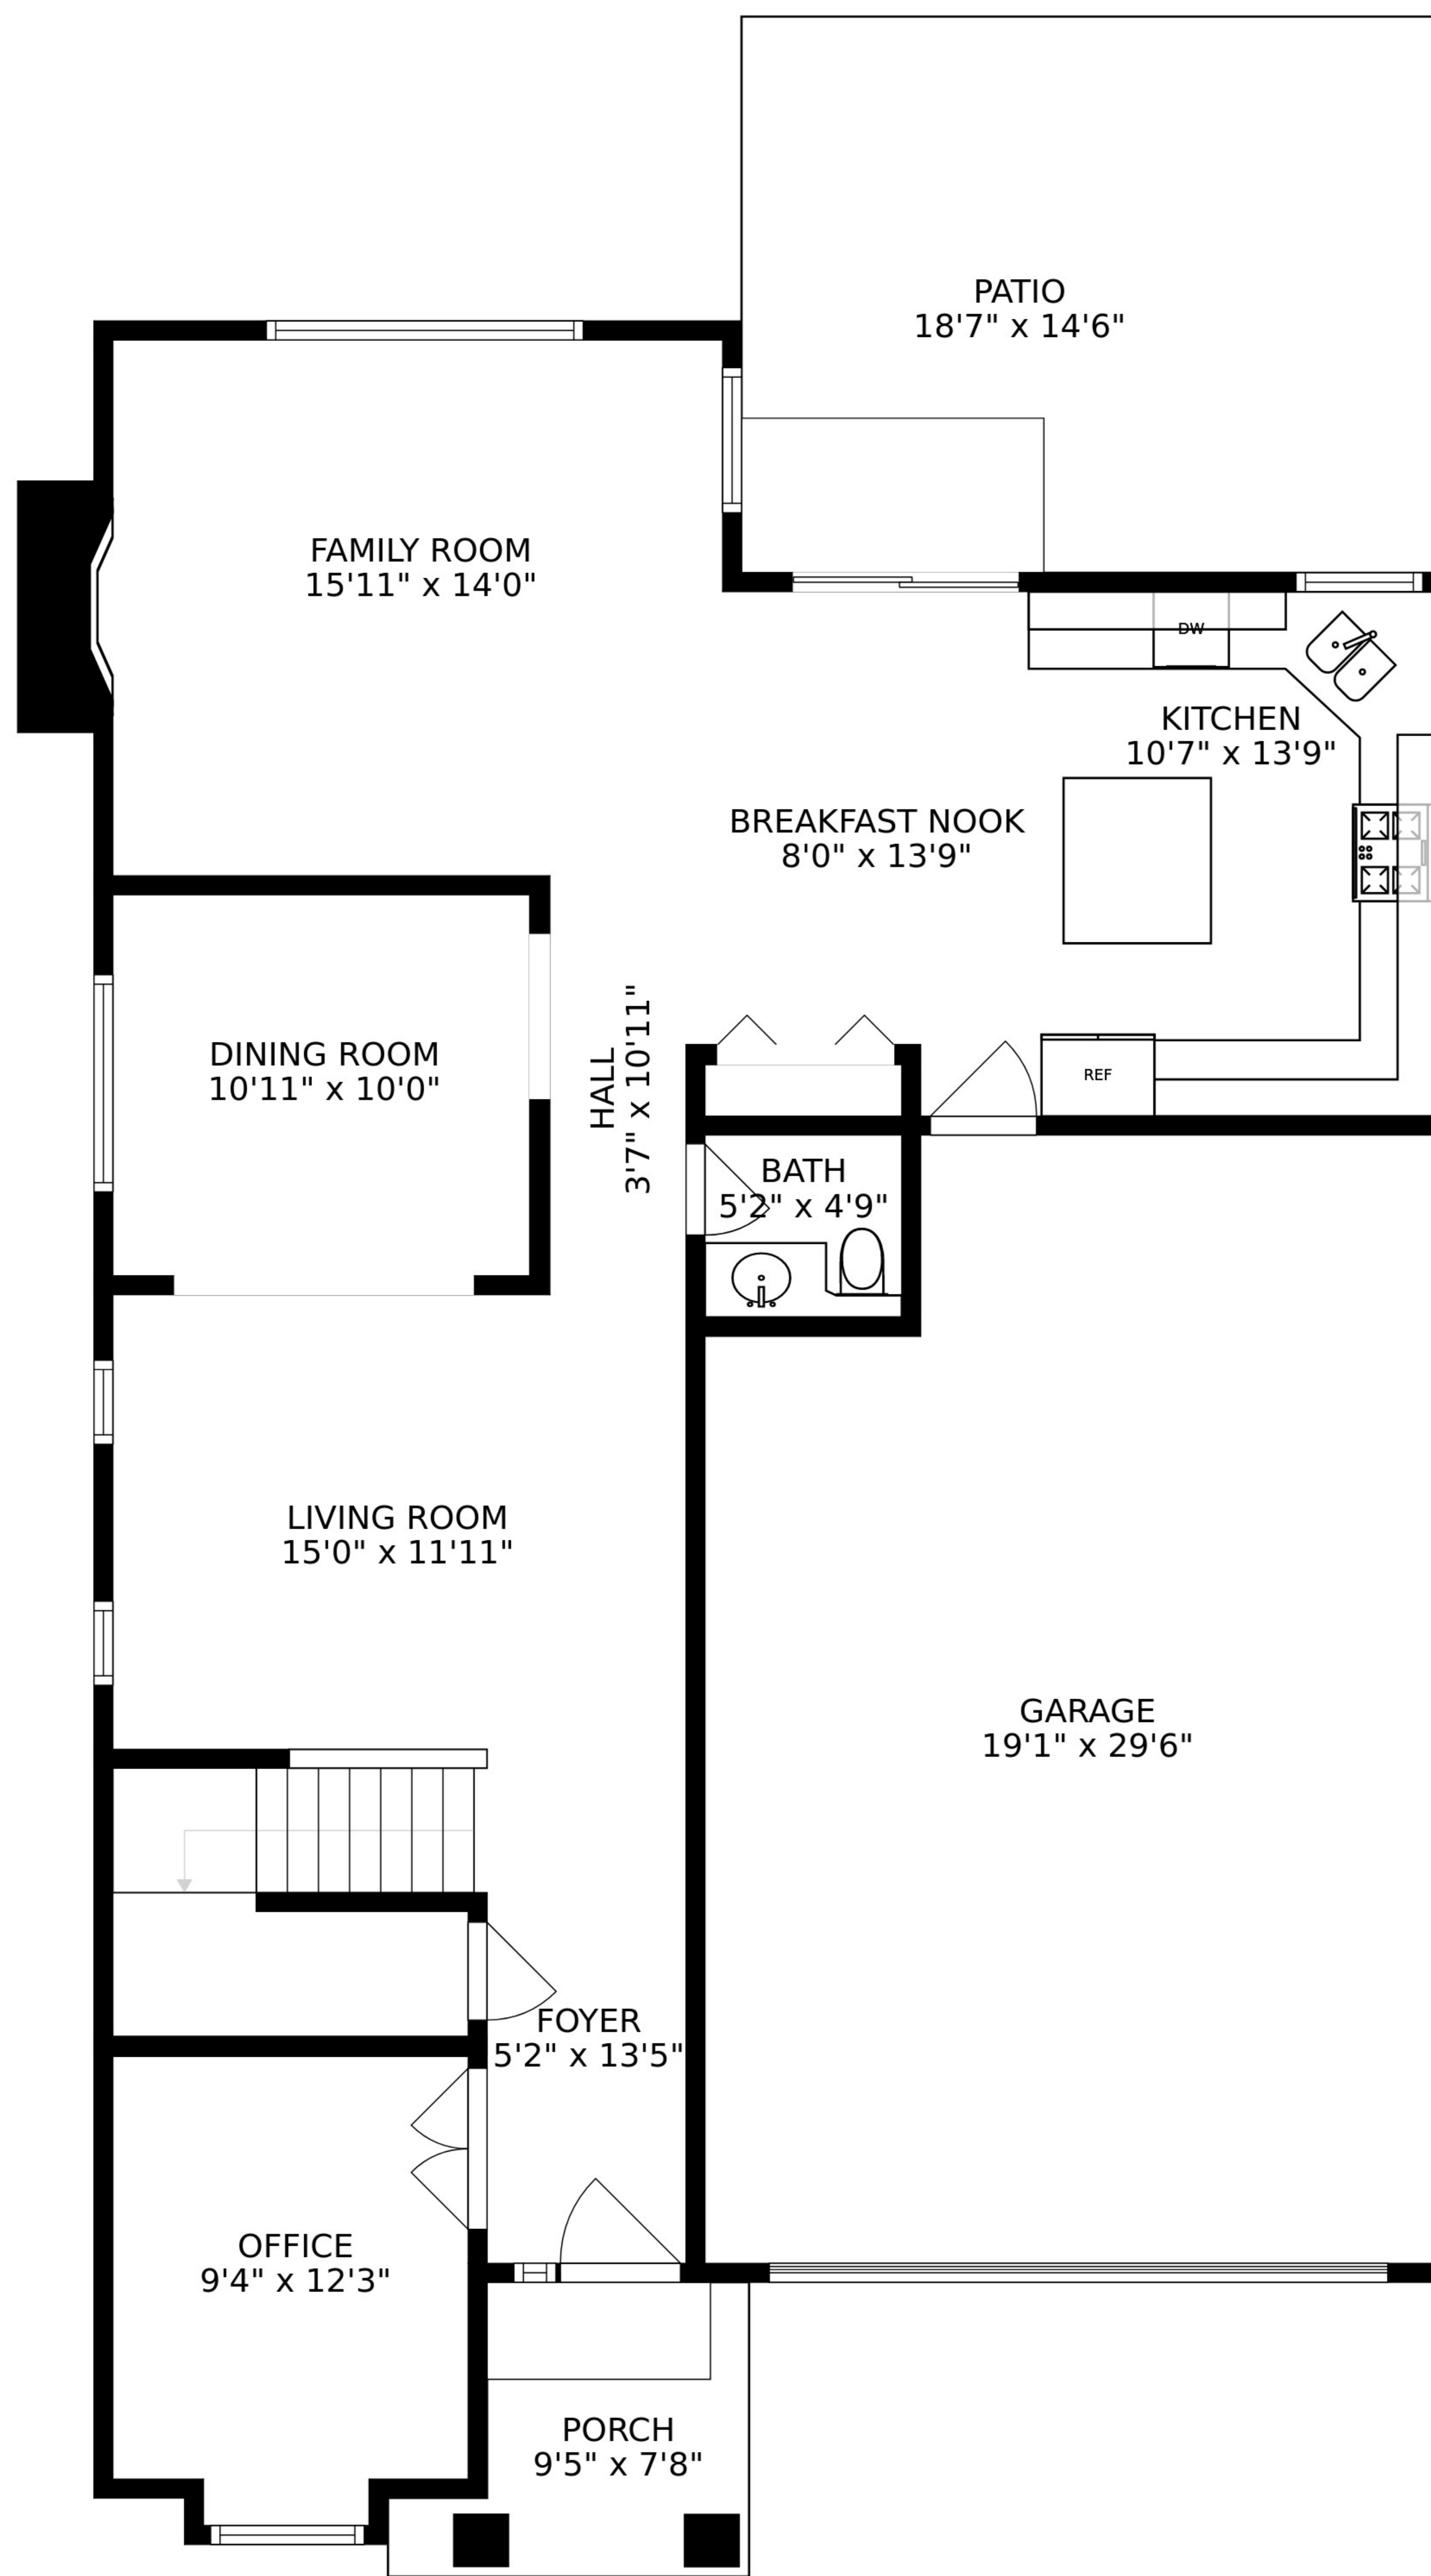 PATIO
18'7" x 14'6"
FAMILY ROOM
15'11" x 14'0"
DW
KITCHEN
10'7" x 13'9"
BREAKFAST NOOK
8'0" x 13'9"
DINING ROOM
10'11" x 10'0"
HALL
3'7" x 10'11"
REF
BATH
5'2" x 4'9"
LIVING ROOM
15'0" x 11'11"
GARAGE
19'1" x 29'6"
FOYER
5'2" x 13'5"
OFFICE
9'4" x 12'3"
PORCH
9'5" x 7'8"